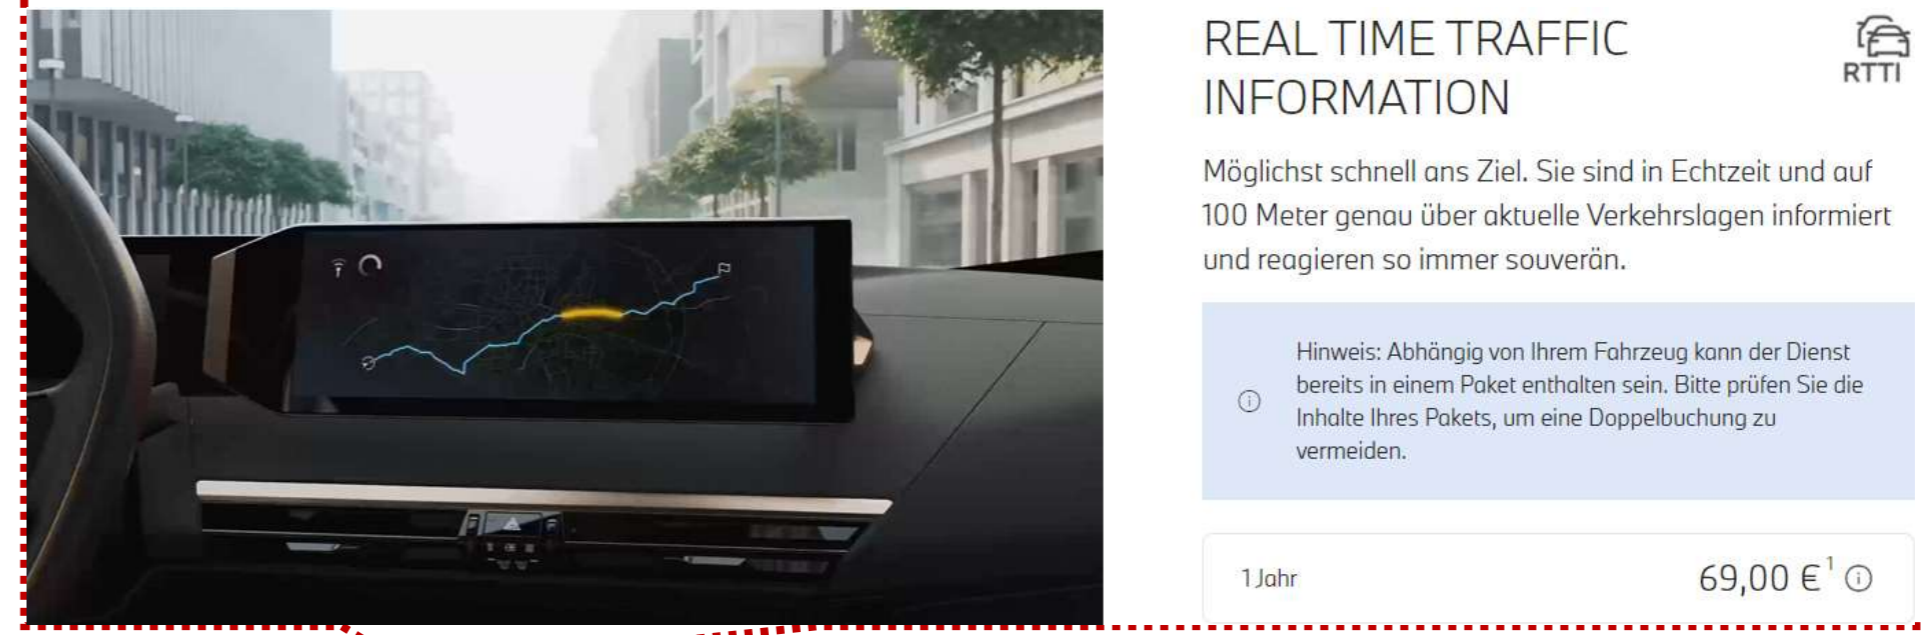 REAL TIME TRAFFIC
INFORMATION
RTTI
Möglichst schnell ans Ziel. Sie sind in Echtzeit und auf
100 Meter genau über aktuelle Verkehrslagen informiert
und reagieren so immer souverän.
Hinweis: Abhängig von Ihrem Fahrzeug kann der Dienst
bereits in einem Paket enthalten sein. Bitte prüfen Sie die
Inhalte Ihres Pakets, um eine Doppelbuchung zu
vermeiden.
1 Jahr 69,00 €¹